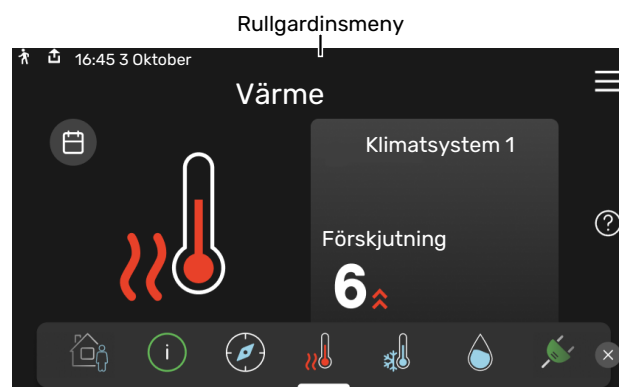 Rullgardinsmeny
16:45 3 Oktober
Värme
Klimatsystem 1
Förskjutning
6
i
?